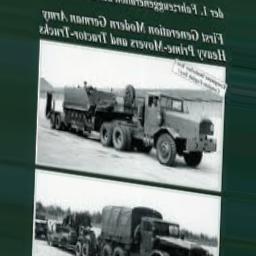 der 1. Fahrzeuggeneration
First Generation Modern German Army
Heavy Prime-Movers and Tractor-Trucks